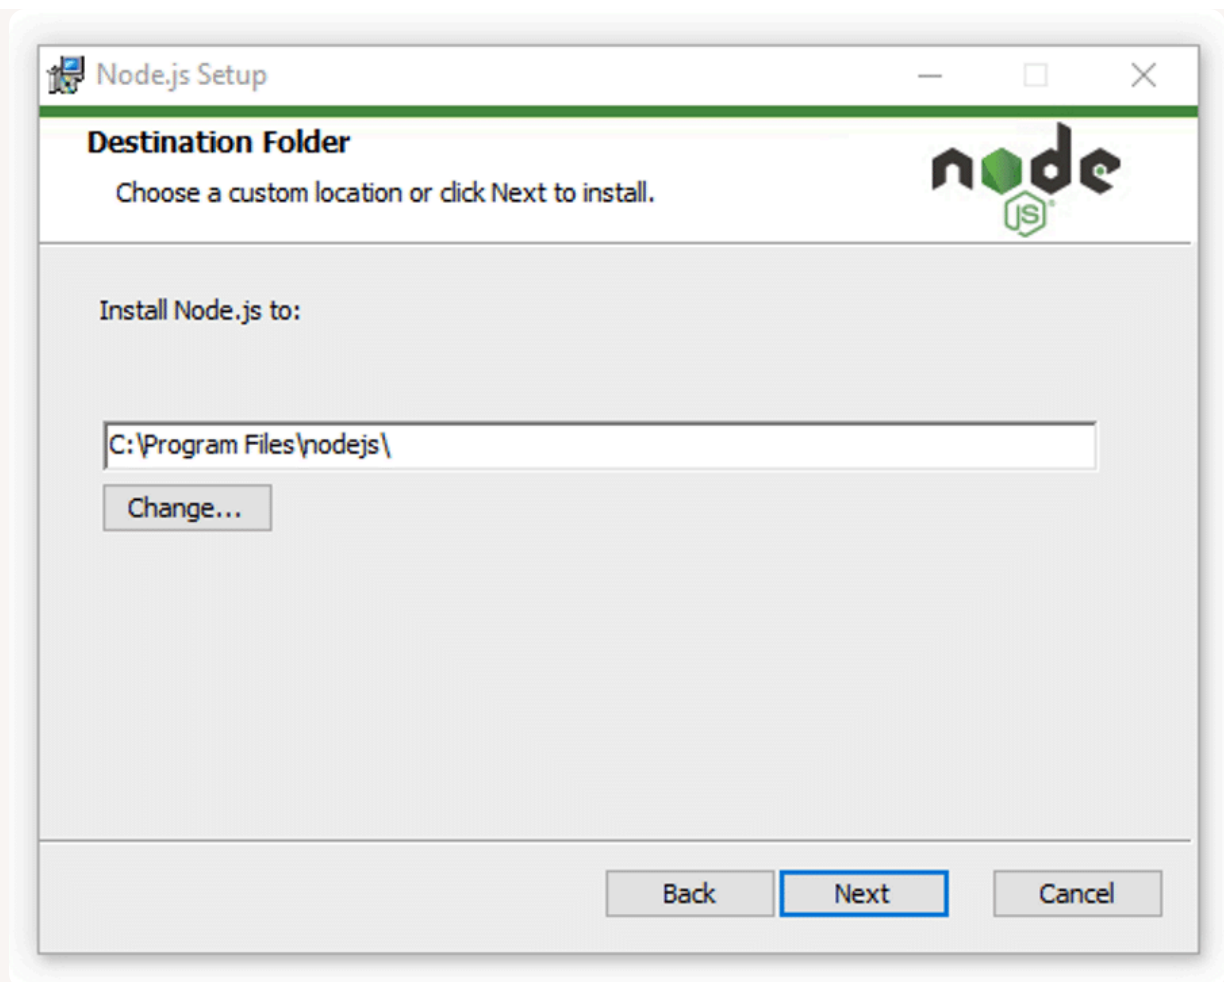 Node.js Setup
Destination Folder
Choose a custom location or click Next to install.
node
JS®
Install Node.js to:
C:\Program Files\nodejs\
Change...
Back Next Cancel